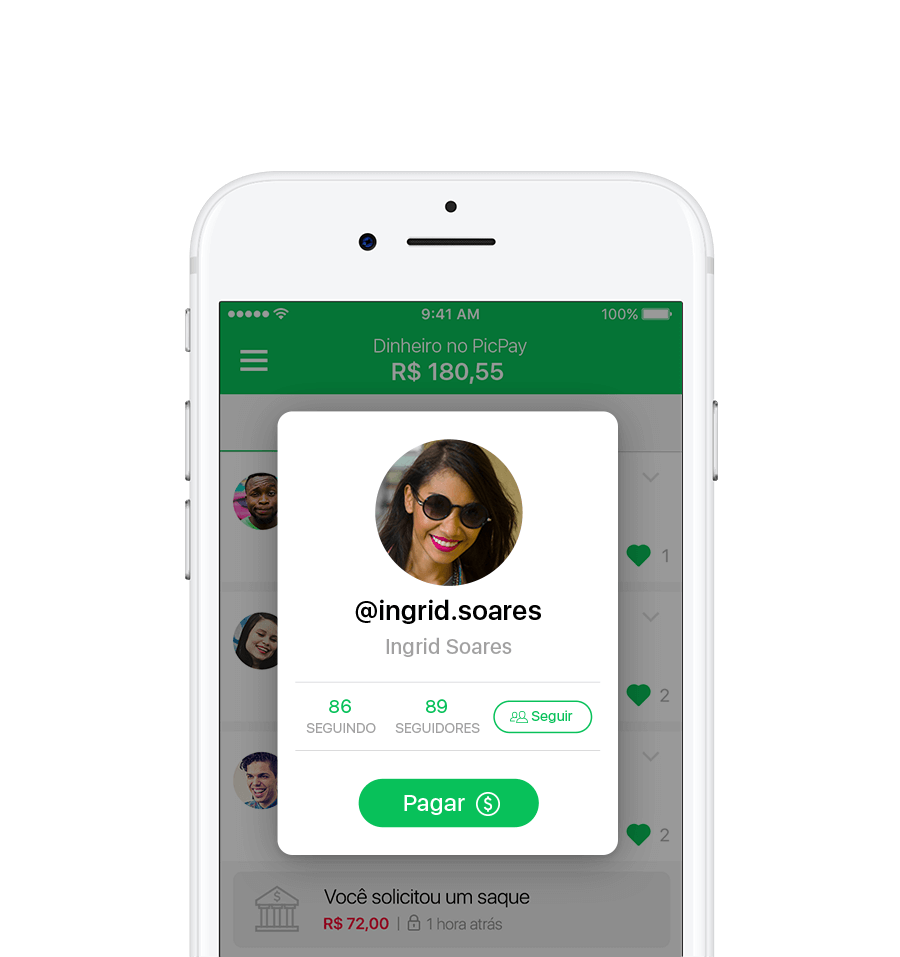 9:41 AM
100%
Dinheiro no PicPay
R$ 180,55
1
@ingrid.soares
Ingrid Soares
2
86
89
SEGUINDO
SEGUIDORES
Seguir
Pagar $
2
Você solicitou um saque
R$ 72,00 | 1 hora atrás